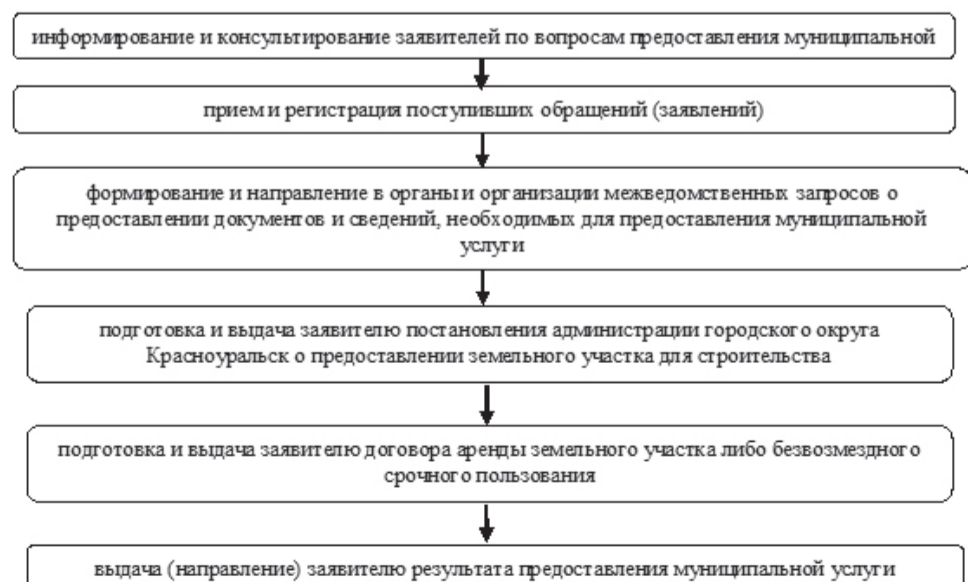 информирование и консультирование заявителей по вопросам предоставления муниципальной
прием и регистрация поступивших обращений (заявлений)
формирование и направление в органы и организации межведомственных запросов о
предоставлении документов и сведений, необходимых для предоставления муниципальной
услуги
подготовка и выдача заявителю постановления администрации городского округа
Красноуральск о предоставлении земельного участка для строительства
подготовка и выдача заявителю договора аренды земельного участка либо безвозмездного
срочного пользования
выдача (направление) заявителю результата предоставления муниципальной услуги